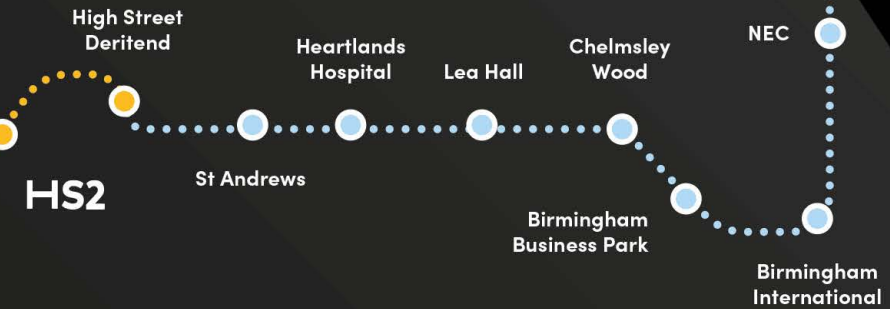 High Street
Deritend
Heartlands
Hospital
Lea Hall
Chelmsley
Wood
NEC
HS2
St Andrews
Birmingham
Business Park
Birmingham
International